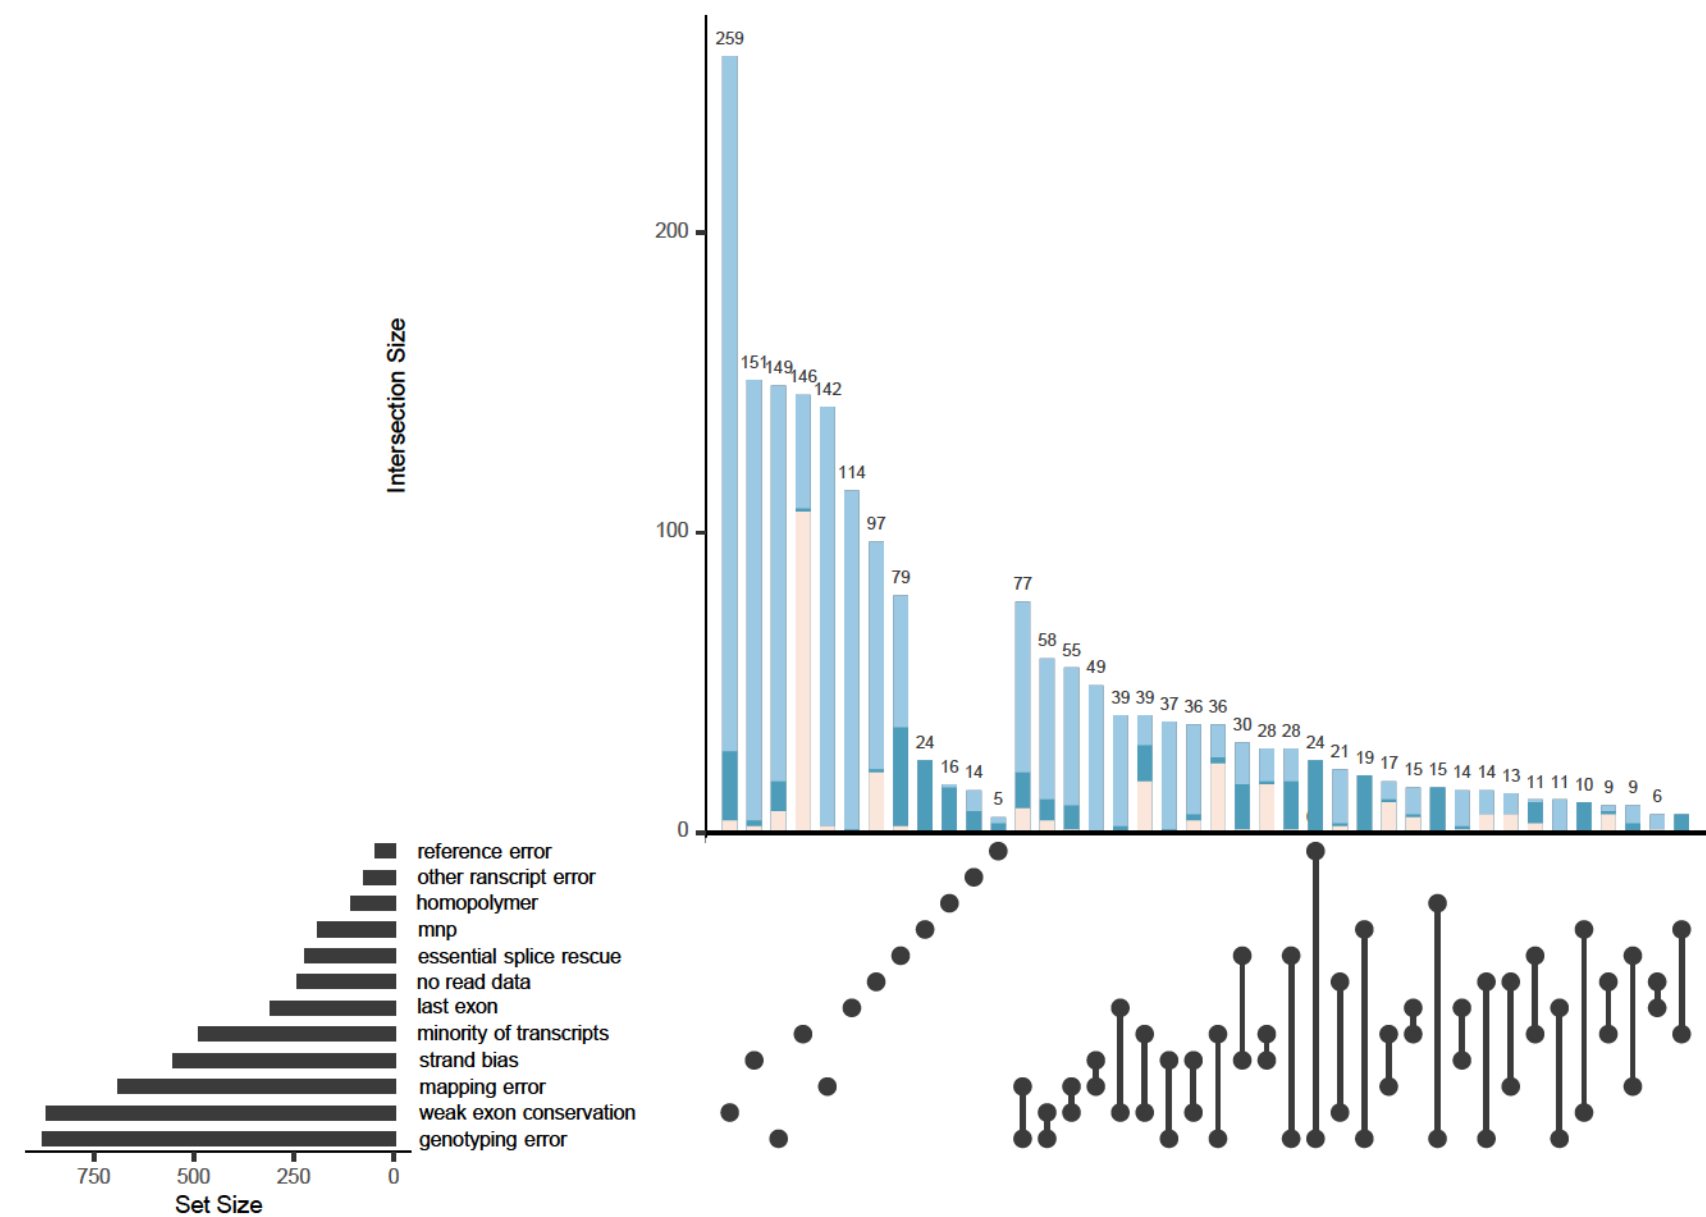 259
200
Intersection Size
151
149
146
142
114
100
97
79
24
16
14
5
77
58
55
49
39
39
37
36
36
30
28
28
24
21
19
17
15
15
14
14
13
11
11
10
9
9
6
0
reference error
other ranscript error
homopolymer
mnp
essential splice rescue
no read data
last exon
minority of transcripts
strand bias
mapping error
weak exon conservation
genotyping error
750 500 250 0
Set Size